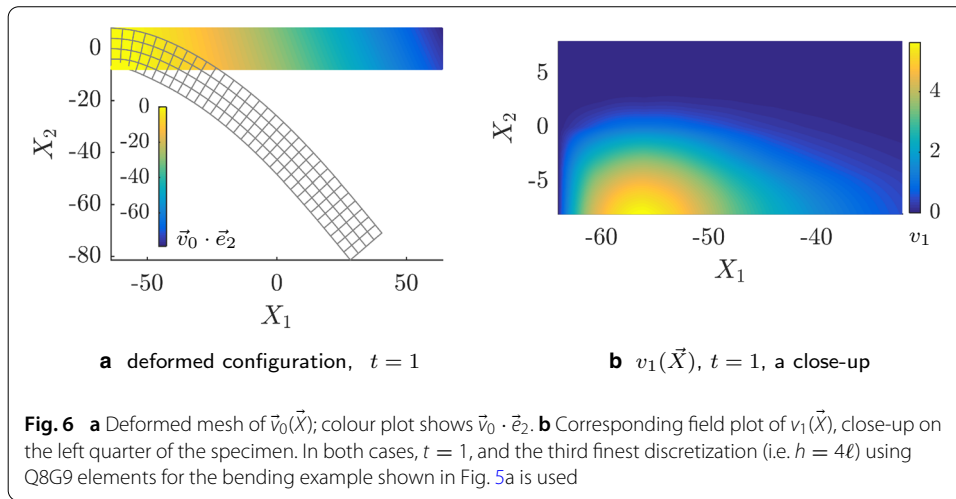 0
-20
-40
-60
-80
X₂
0
-20
-40
-60
v⃗₀ · e⃗₂
-50
0
50
X₁
a deformed configuration, t = 1
5
0
-5
X₂
-60
-50
-40
X₁
4
2
0
v₁
b v₁(X⃗), t = 1, a close-up
Fig. 6 a Deformed mesh of v⃗₀(X⃗); colour plot shows v⃗₀ · e⃗₂. b Corresponding field plot of v₁(X⃗), close-up on
the left quarter of the specimen. In both cases, t = 1, and the third finest discretization (i.e. h = 4ℓ) using
Q8G9 elements for the bending example shown in Fig. 5a is used